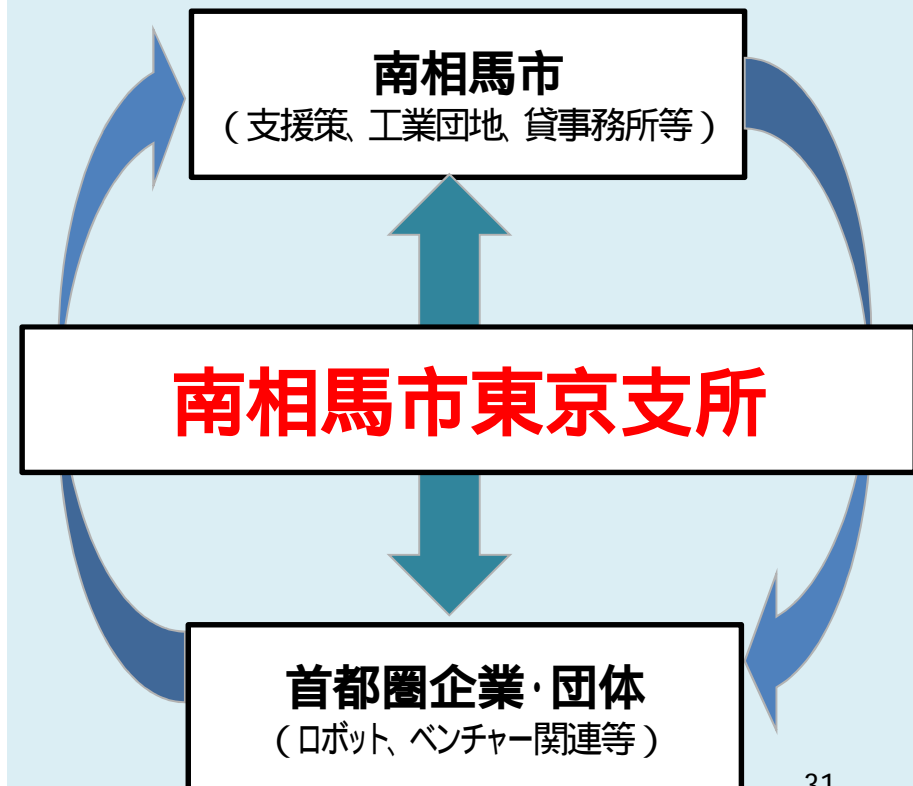 南相馬市
（支援策、工業団地、貸事務所等）
南相馬市東京支所
首都圏企業・団体
（ロボット、ベンチャー関連等）
31